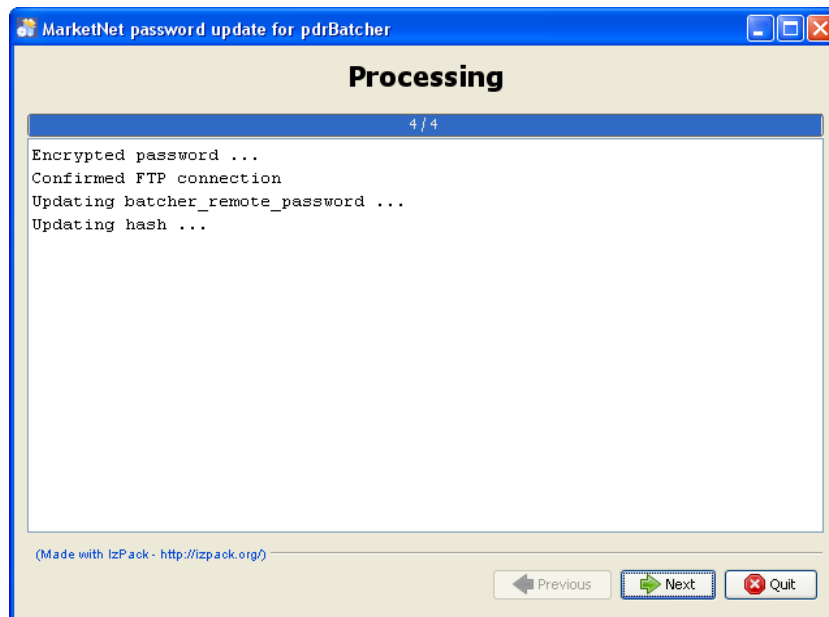 MarketNet password update for pdrBatcher
Processing
4 / 4
Encrypted password ...
Confirmed FTP connection
Updating batcher_remote_password ...
Updating hash ...
(Made with IzPack - http://izpack.org/)
Previous
Next
Quit